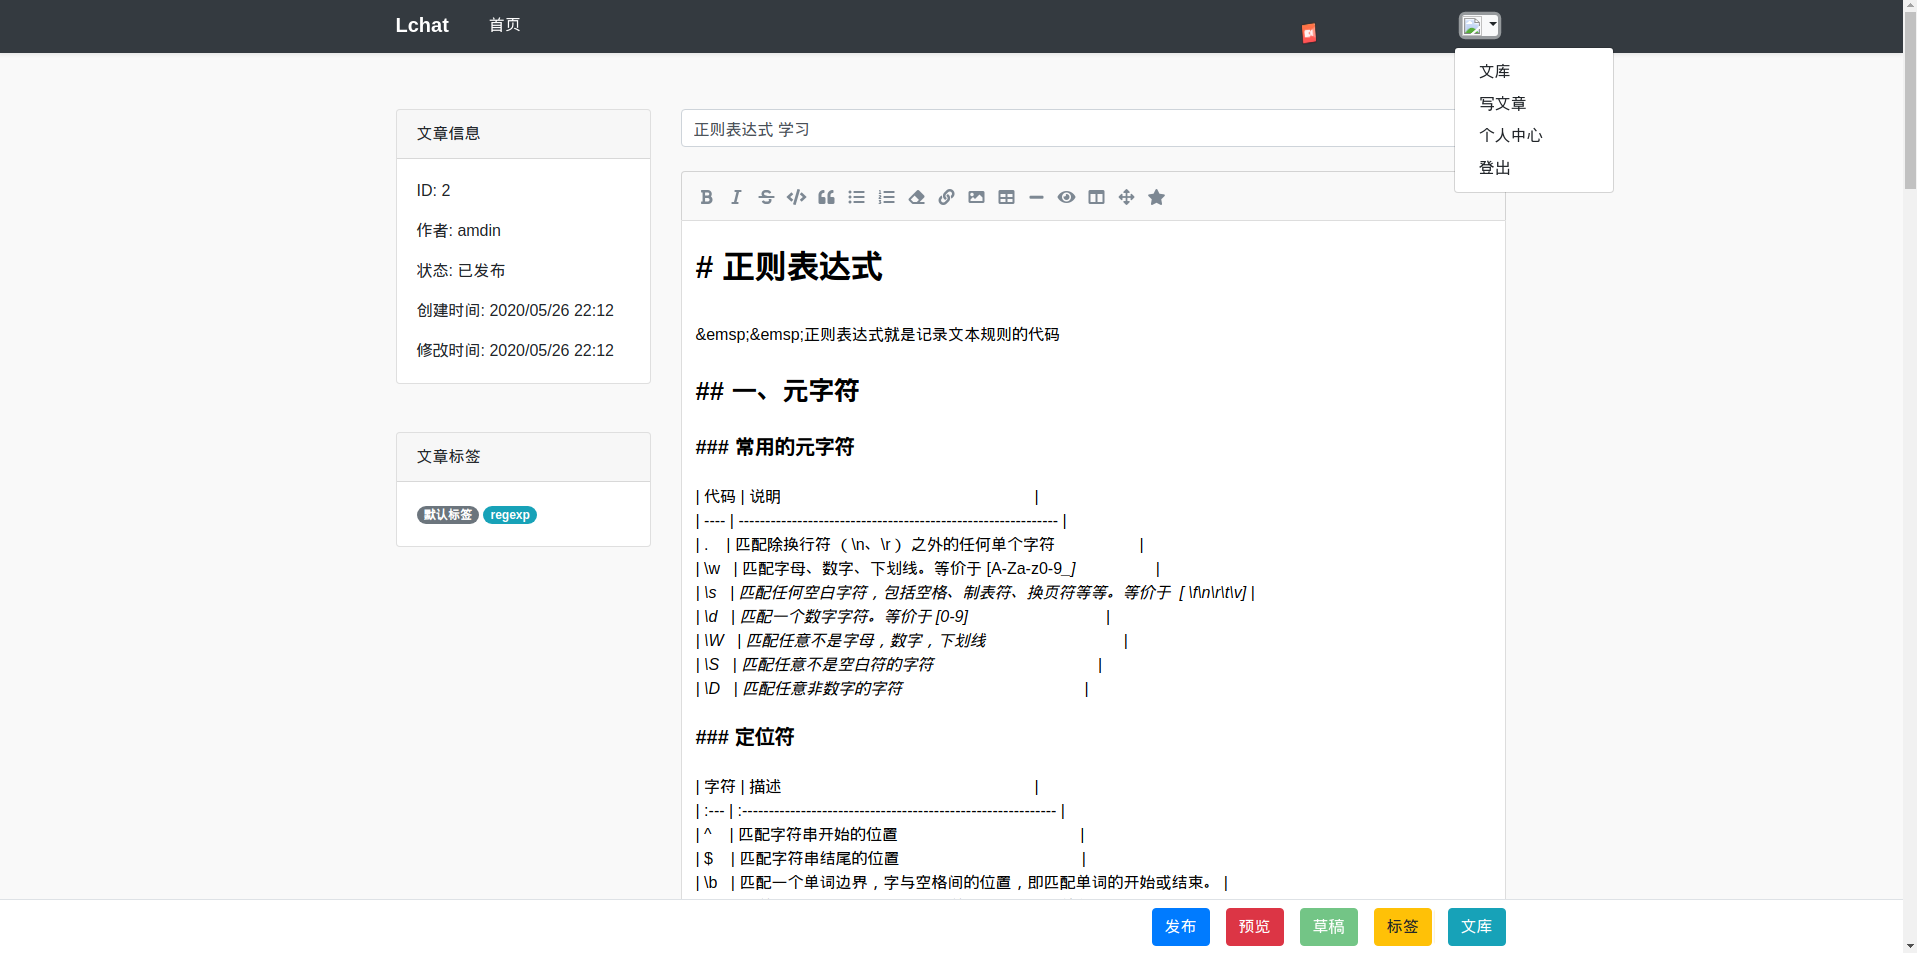 Lchat 首页
文库
写文章
个人中心
登出
文章信息
ID: 2
作者: amdin
状态: 已发布
创建时间: 2020/05/26 22:12
修改时间: 2020/05/26 22:12
文章标签
默认标签 regexp
正则表达式 学习
# 正则表达式
&emsp;&emsp;正则表达式就是记录文本规则的代码
## 一、元字符
### 常用的元字符
| 代码 | 说明 |
| ---- | ------------------------------------------------------------ |
| . | 匹配除换行符（\n、\r）之外的任何单个字符 |
| \w | 匹配字母、数字、下划线。等价于 [A-Za-z0-9_] |
| \s | 匹配任何空白字符，包括空格、制表符、换页符等等。等价于 [ \f\n\r\t\v] |
| \d | 匹配一个数字字符。等价于 [0-9] |
| \W | 匹配任意不是字母，数字，下划线 |
| \S | 匹配任意不是空白符的字符 |
| \D | 匹配任意非数字的字符 |
### 定位符
| 字符 | 描述 |
| :--- | :----------------------------------------------------------- |
| ^ | 匹配字符串开始的位置 |
| $ | 匹配字符串结尾的位置 |
| \b | 匹配一个单词边界，字与空格间的位置，即匹配单词的开始或结束。 |
发布 预览 草稿 标签 文库